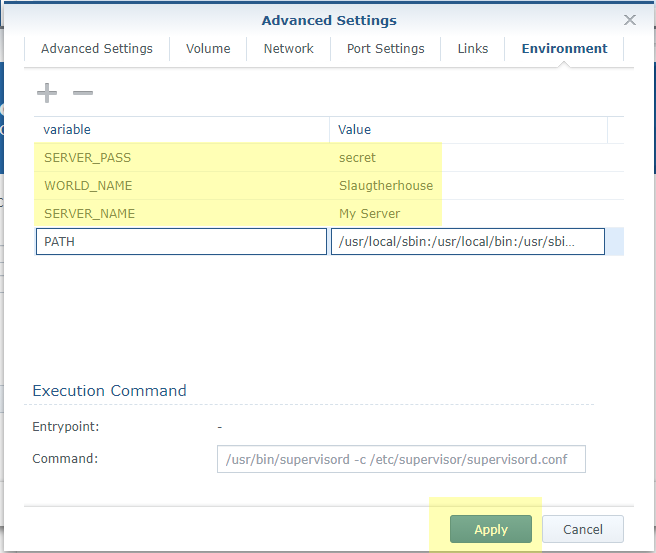 Advanced Settings
Advanced Settings Volume Network Port Settings Links Environment
variable Value
SERVER_PASS secret
WORLD_NAME Slaugtherhouse
SERVER_NAME My Server
PATH /usr/local/sbin:/usr/local/bin:/usr/sbi...
Execution Command
Entrypoint: -
Command: /usr/bin/supervisord -c /etc/supervisor/supervisord.conf
Apply Cancel